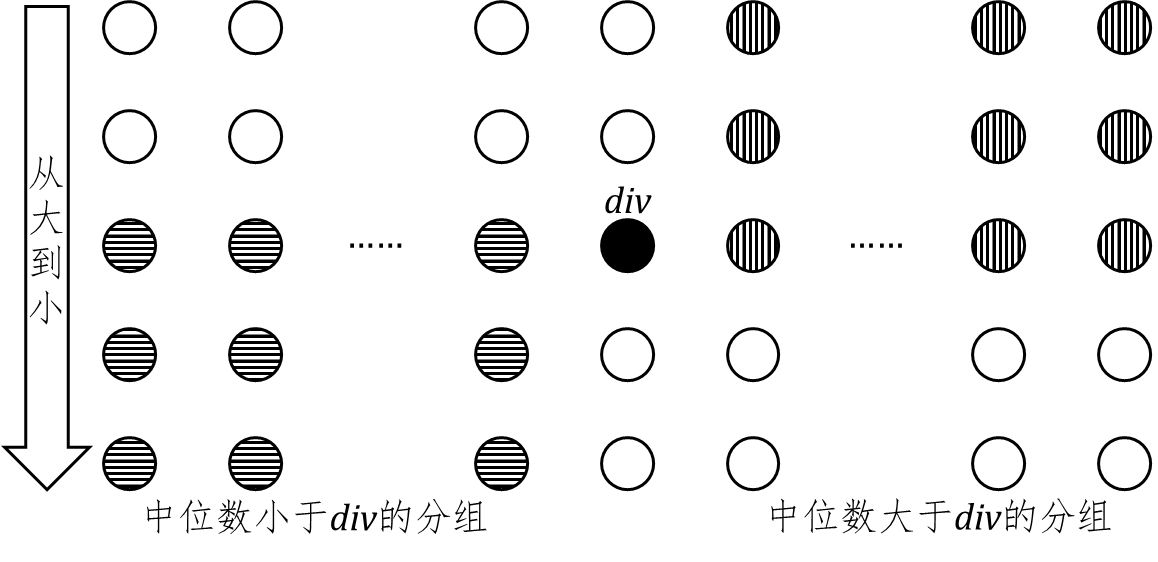 从大到小
div
……
……
中位数小于div的分组
中位数大于div的分组